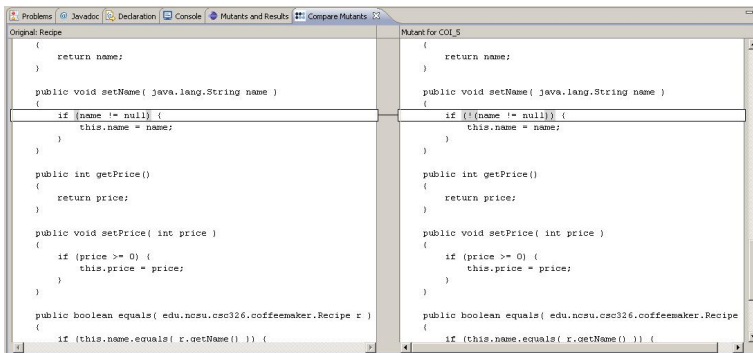 Problems @ Javadoc Declaration Console Mutants and Results Compare Mutants
Original: Recipe
{
return name;
}
public void setName( java.lang.String name )
{
if (name != null) {
this.name = name;
}
}
public int getPrice()
{
return price;
}
public void setPrice( int price )
{
if (price >= 0) {
this.price = price;
}
}
public boolean equals( edu.ncsu.csc326.coffeemaker.Recipe r )
{
if (this.name.equals( r.getName() )) {
Mutant for COI_5
{
return name;
}
public void setName( java.lang.String name )
{
if (!(name != null)) {
this.name = name;
}
}
public int getPrice()
{
return price;
}
public void setPrice( int price )
{
if (price >= 0) {
this.price = price;
}
}
public boolean equals( edu.ncsu.csc326.coffeemaker.Recipe
{
if (this.name.equals( r.getName() )) {